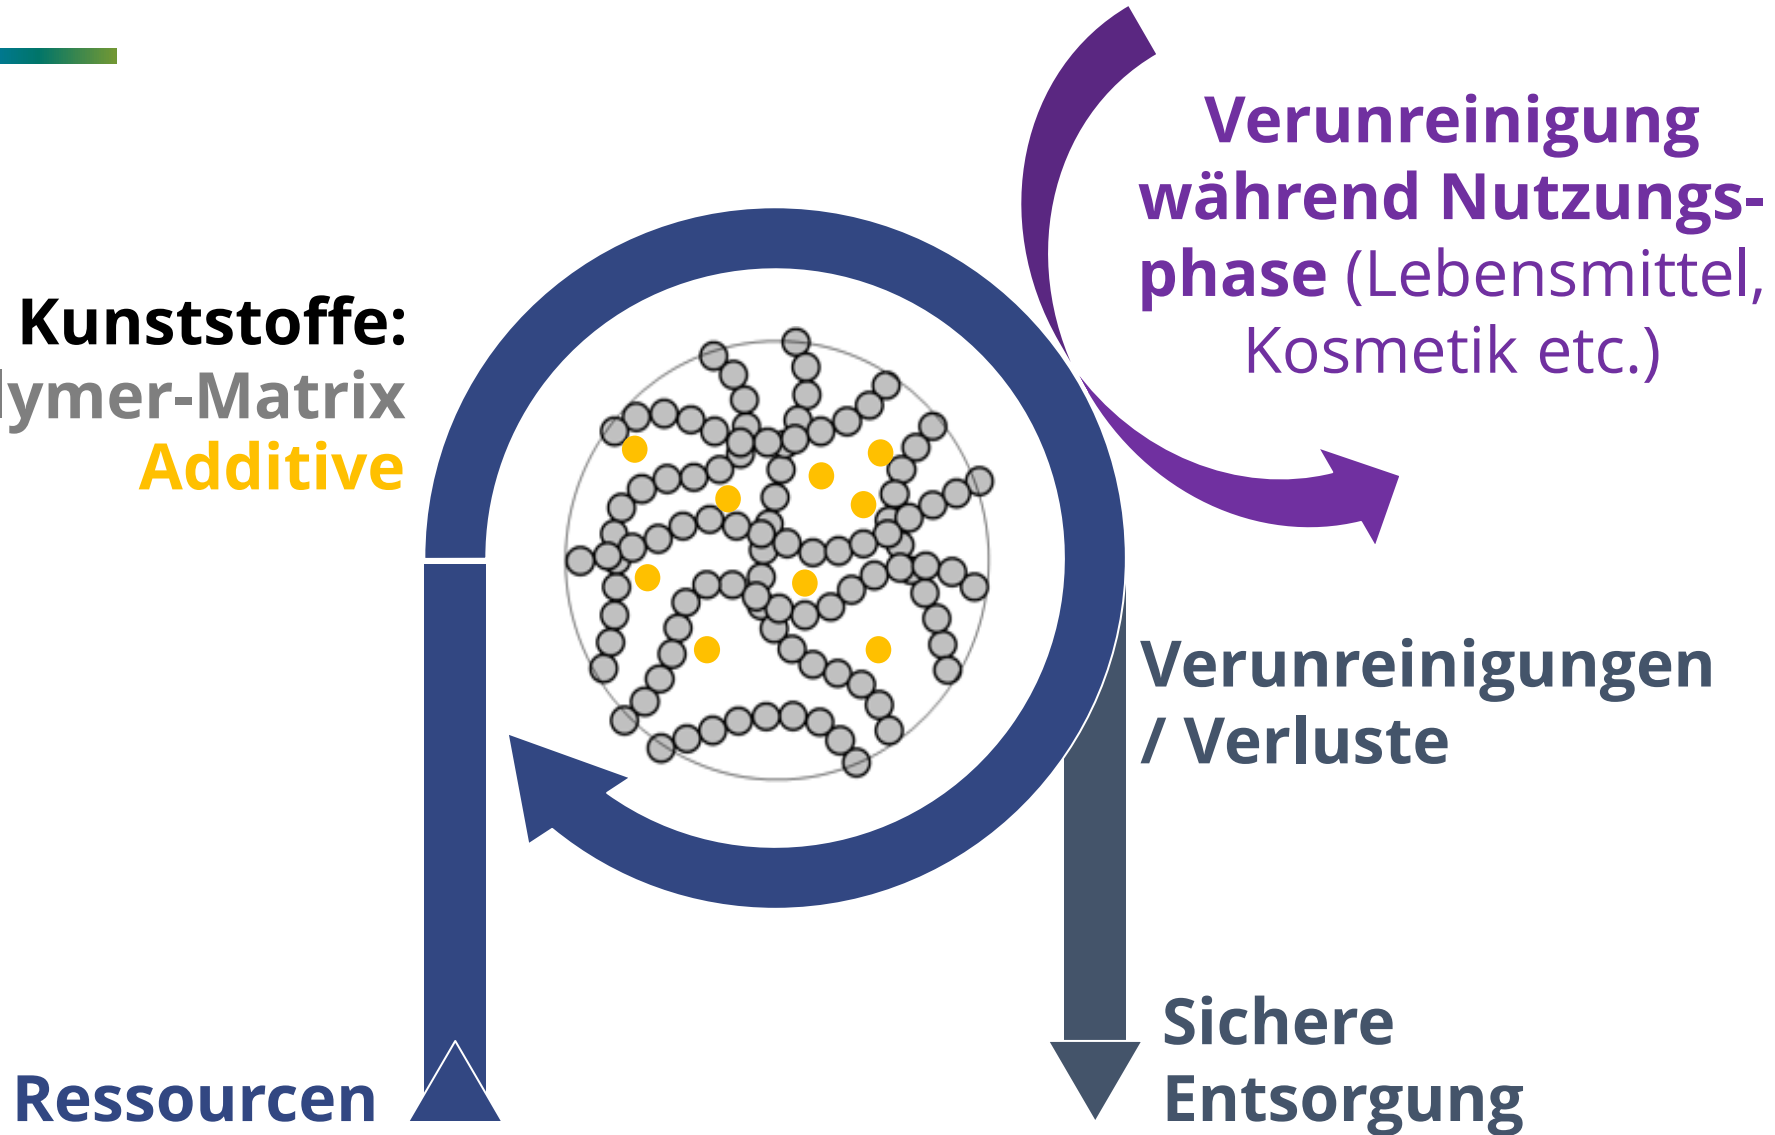 Verunreinigung
während Nutzungs-
phase (Lebensmittel,
Kosmetik etc.)
Kunststoffe:
lymer-Matrix
Additive
Verunreinigungen
/ Verluste
Sichere
Entsorgung
Ressourcen